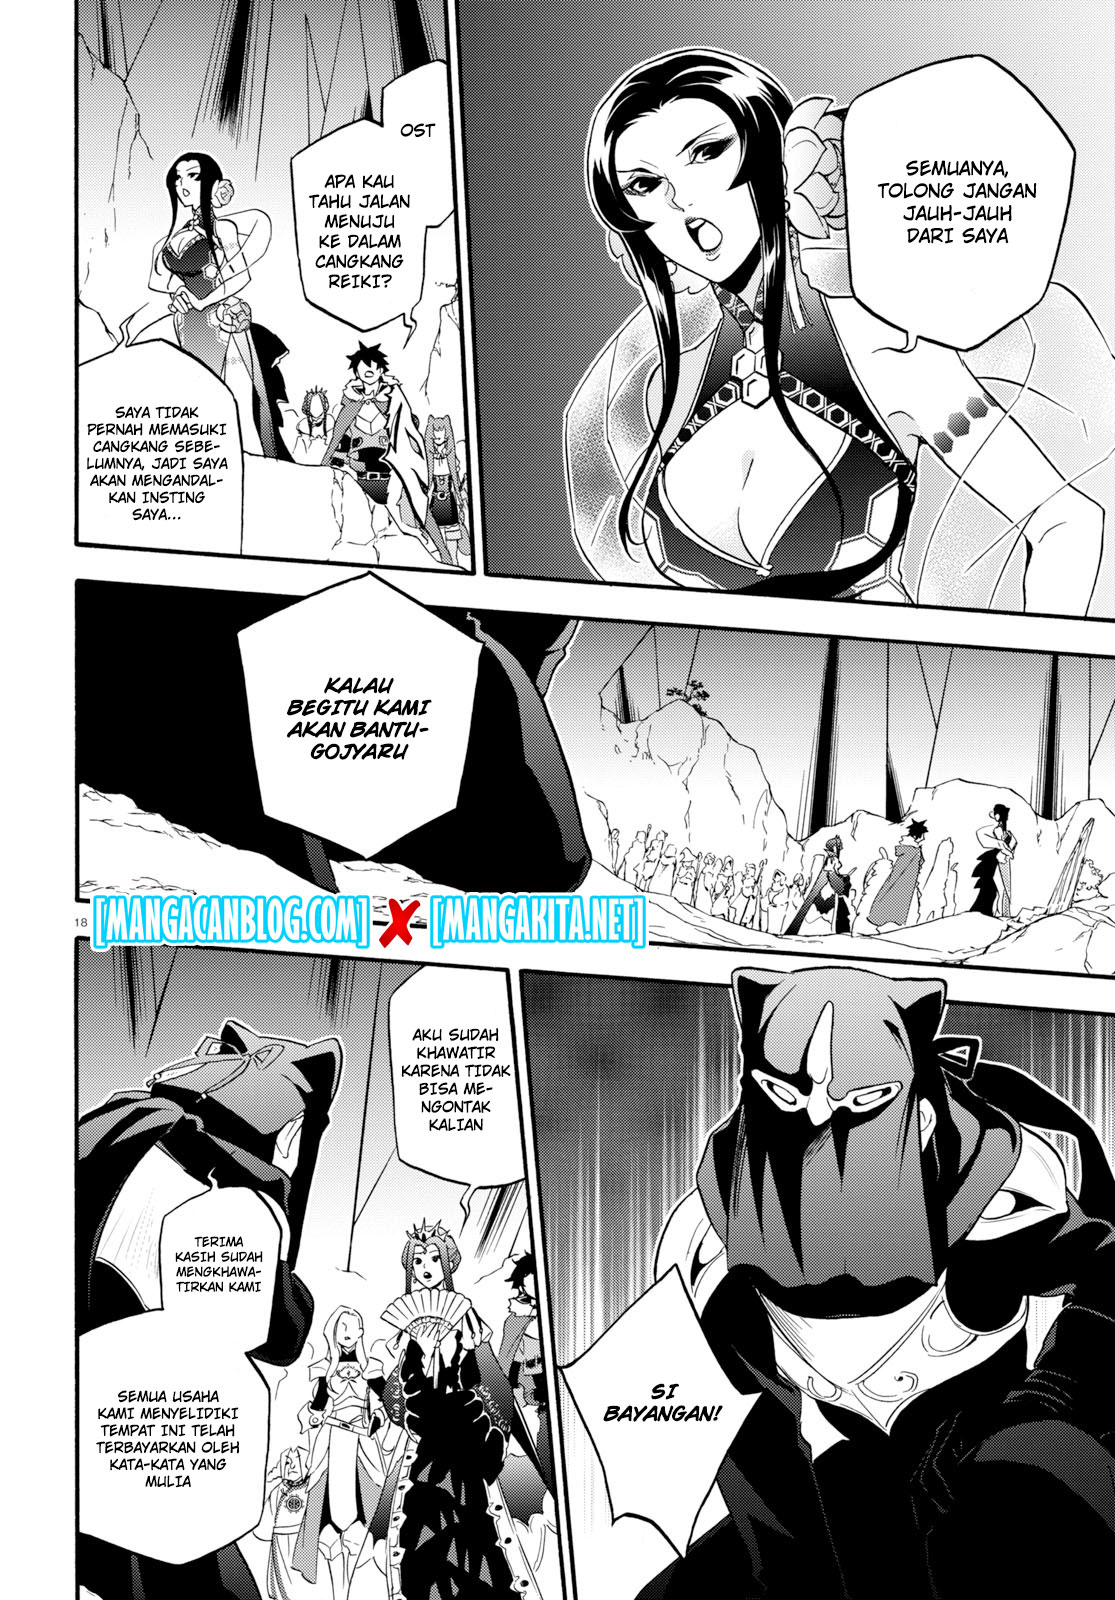 SEMUANYA,
TOLONG JANGAN
JAUH-JAUH
DARI SAYA
OST
APA KAU
TAHU JALAN
MENUJU
KE DALAM
CANGKANG
REIKI?
SAYA TIDAK
PERNAH MEMASUKI
CANGKANG SEBE-
LUMNYA, JADI SAYA
AKAN MENGANDAL-
KAN INSTING
SAYA...
KALAU
BEGITU KAMI
AKAN BANTU-
GOJYARU
18
[MANGACANBLOG.COM] X [MANGAKITA.NET]
SI
BAYANGAN!
AKU SUDAH
KHAWATIR
KARENA TIDAK
BISA ME-
NGONTAK
KALIAN
TERIMA
KASIH SUDAH
MENGKHAWA-
TIRKAN KAMI
SEMUA USAHA
KAMI MENYELIDIKI
TEMPAT INI TELAH
TERBAYARKAN OLEH
KATA-KATA YANG
MULIA